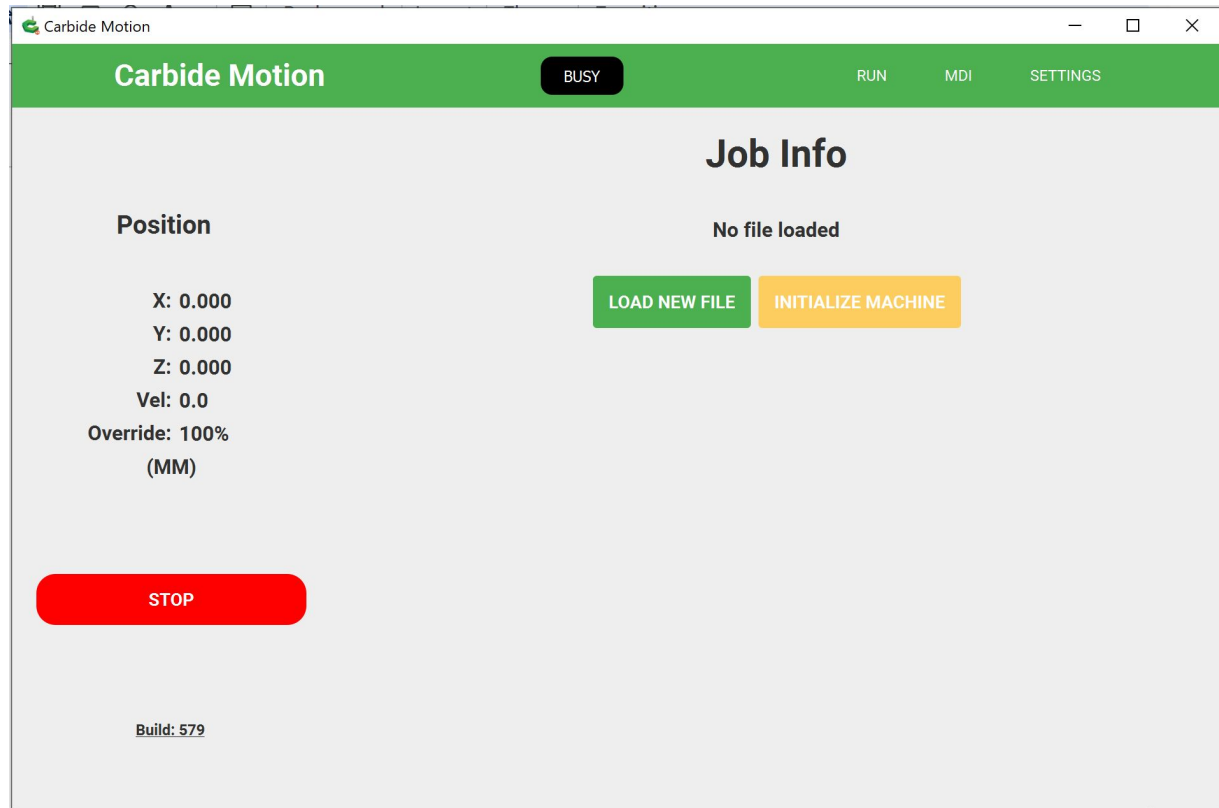 Carbide Motion
Carbide Motion
BUSY
RUN
MDI
SETTINGS
Job Info
Position
No file loaded
X: 0.000
LOAD NEW FILE
INITIALIZE MACHINE
Y: 0.000
Z: 0.000
Vel: 0.0
Override: 100%
(MM)
STOP
Build: 579